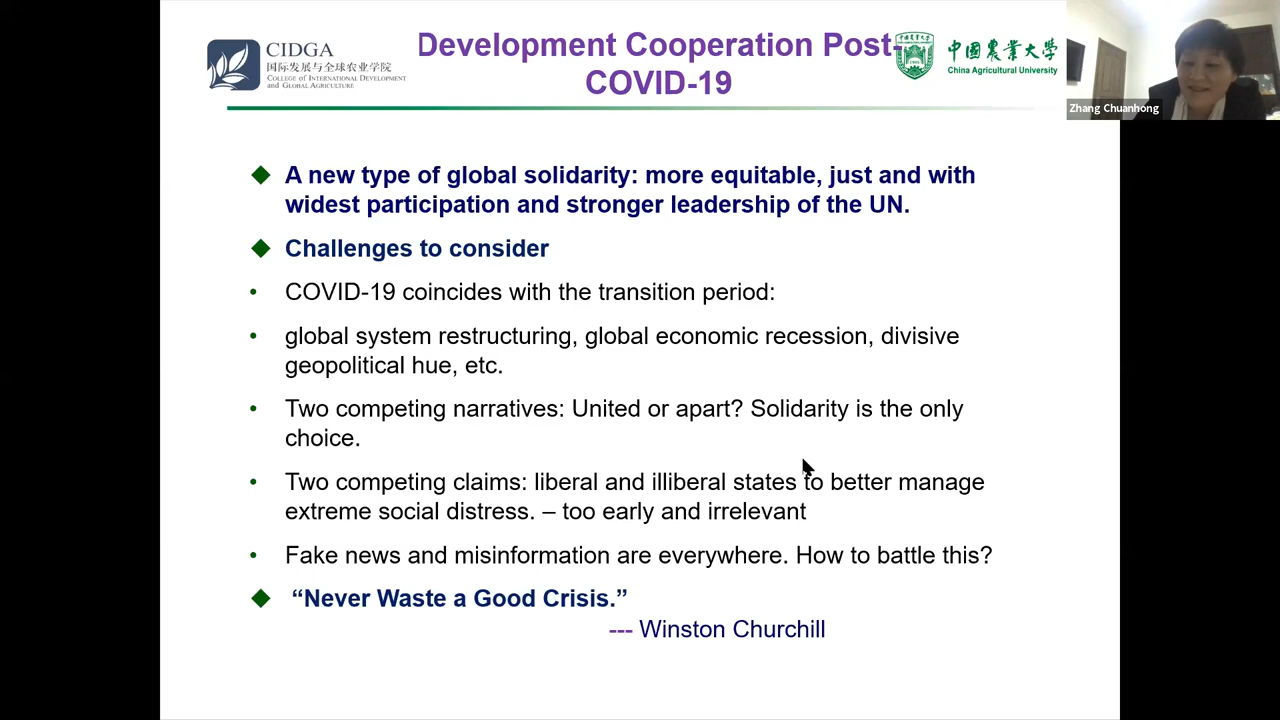 CIDGA
国际发展与全球农业学院
COLLEGE OF INTERNATIONAL DEVELOPMENT
AND GLOBAL AGRICULTURE
Development Cooperation Post-
COVID-19
中国农业大学
China Agricultural University
Zhang Chuanhong
◆ A new type of global solidarity: more equitable, just and with
widest participation and stronger leadership of the UN.
◆ Challenges to consider
• COVID-19 coincides with the transition period:
• global system restructuring, global economic recession, divisive
geopolitical hue, etc.
• Two competing narratives: United or apart? Solidarity is the only
choice.
• Two competing claims: liberal and illiberal states to better manage
extreme social distress. – too early and irrelevant
• Fake news and misinformation are everywhere. How to battle this?
◆ “Never Waste a Good Crisis.”
--- Winston Churchill